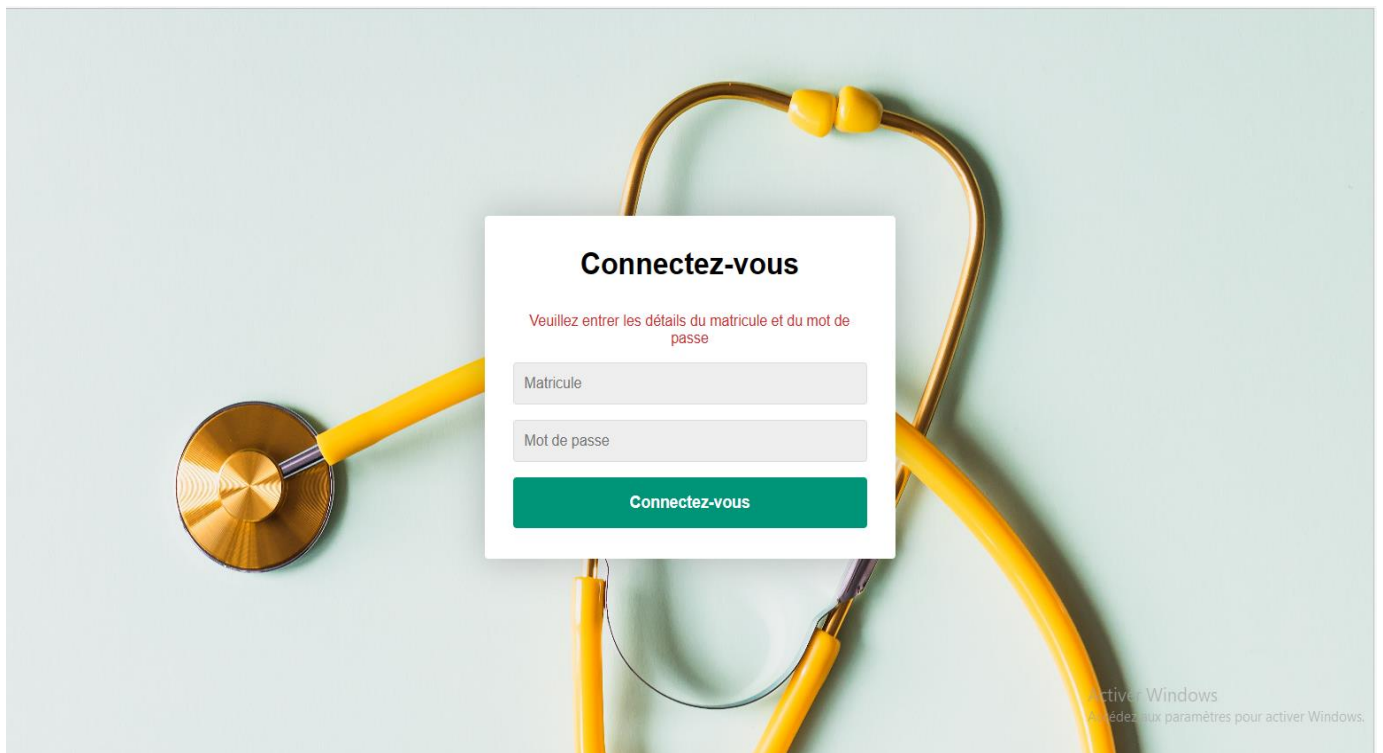 Connectez-vous
Veuillez entrer les détails du matricule et du mot de
passe
Matricule
Mot de passe
Connectez-vous
Activer Windows
Accédez aux paramètres pour activer Windows.